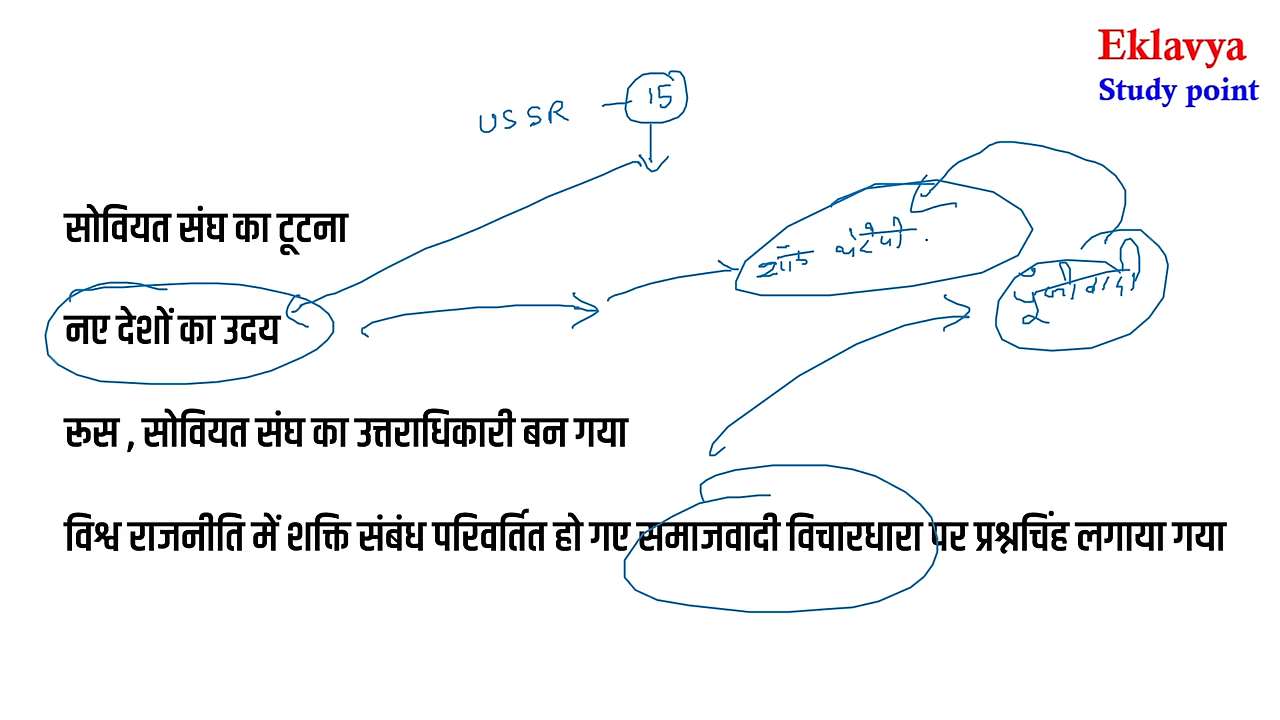 Eklavya
Study point
USSR - 15
सोवियत संघ का टूटना
नए देशों का उदय
पूंजीवादी
रूस , सोवियत संघ का उत्तराधिकारी बन गया
विश्व राजनीति में शक्ति संबंध परिवर्तित हो गए समाजवादी विचारधारा पर प्रश्नचिंह लगाया गया